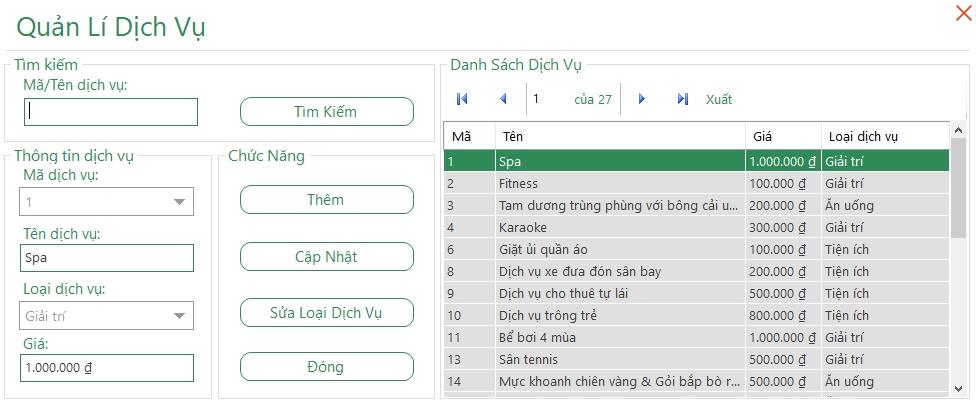 Quản Lí Dịch Vụ
Tìm kiếm
Mã/Tên dịch vụ:
Tìm Kiếm
Thông tin dịch vụ
Mã dịch vụ:
1
Tên dịch vụ:
Spa
Loại dịch vụ:
Giải trí
Giá:
1.000.000 ₫
Chức Năng
Thêm
Cập Nhật
Sửa Loại Dịch Vụ
Đóng
Danh Sách Dịch Vụ
1 của 27 Xuất
Mã Tên Giá Loại dịch vụ
1 Spa 1.000.000 ₫ Giải trí
2 Fitness 100.000 ₫ Giải trí
3 Tam dương trùng phùng với bông cải u... 200.000 ₫ Ăn uống
4 Karaoke 300.000 ₫ Giải trí
6 Giặt ủi quần áo 100.000 ₫ Tiện ích
8 Dịch vụ xe đưa đón sân bay 200.000 ₫ Tiện ích
9 Dịch vụ cho thuê tự lái 500.000 ₫ Tiện ích
10 Dịch vụ trông trẻ 800.000 ₫ Tiện ích
11 Bể bơi 4 mùa 1.000.000 ₫ Giải trí
13 Sân tennis 500.000 ₫ Giải trí
14 Mực khoanh chiên vàng & Gỏi bắp bò r... 500.000 ₫ Ăn uống